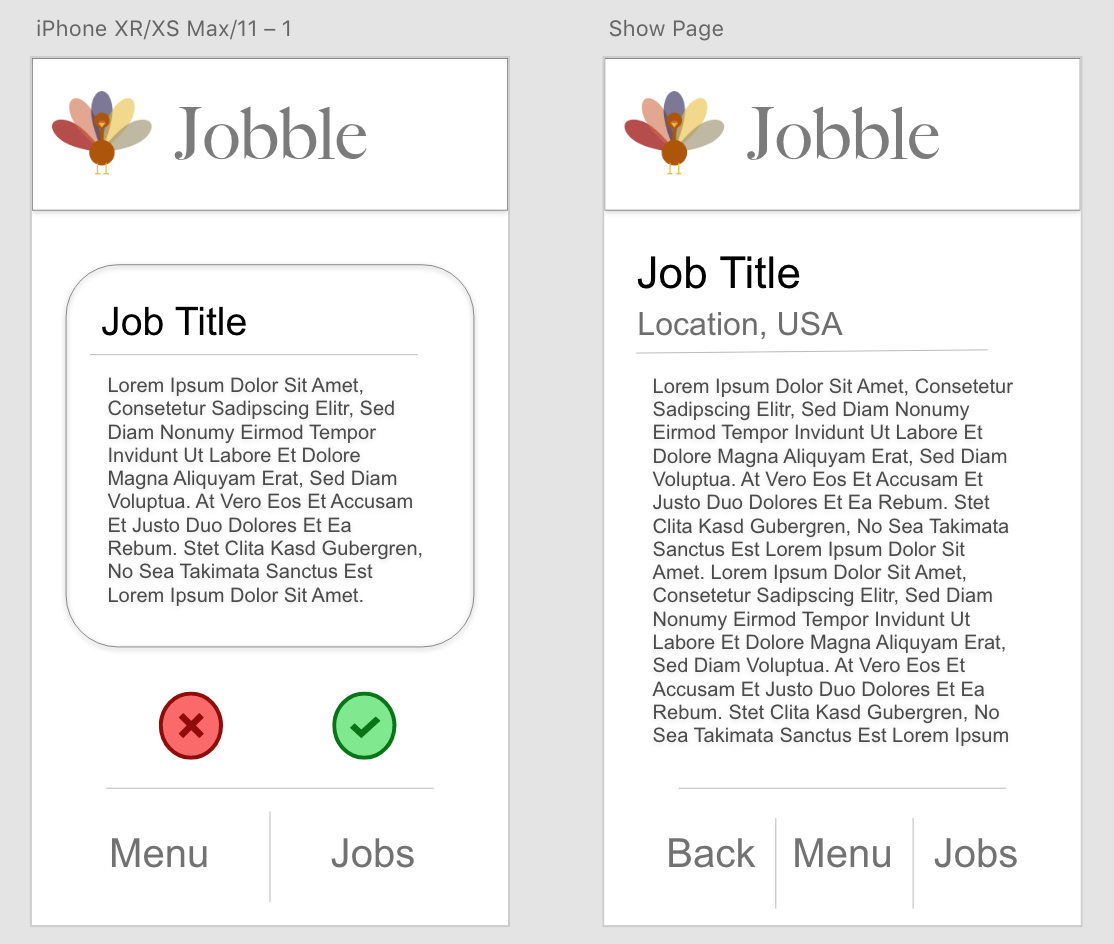 iPhone XR/XS Max/11 – 1
Jobble
Job Title
Lorem Ipsum Dolor Sit Amet,
Consetetur Sadipscing Elitr, Sed
Diam Nonumy Eirmod Tempor
Invidunt Ut Labore Et Dolore
Magna Aliquyam Erat, Sed Diam
Voluptua. At Vero Eos Et Accusam
Et Justo Duo Dolores Et Ea
Rebum. Stet Clita Kasd Gubergren,
No Sea Takimata Sanctus Est
Lorem Ipsum Dolor Sit Amet.
Menu
Jobs
Show Page
Jobble
Job Title
Location, USA
Lorem Ipsum Dolor Sit Amet, Consetetur
Sadipscing Elitr, Sed Diam Nonumy
Eirmod Tempor Invidunt Ut Labore Et
Dolore Magna Aliquyam Erat, Sed Diam
Voluptua. At Vero Eos Et Accusam Et
Justo Duo Dolores Et Ea Rebum. Stet
Clita Kasd Gubergren, No Sea Takimata
Sanctus Est Lorem Ipsum Dolor Sit
Amet. Lorem Ipsum Dolor Sit Amet,
Consetetur Sadipscing Elitr, Sed Diam
Nonumy Eirmod Tempor Invidunt Ut
Labore Et Dolore Magna Aliquyam Erat,
Sed Diam Voluptua. At Vero Eos Et
Accusam Et Justo Duo Dolores Et Ea
Rebum. Stet Clita Kasd Gubergren, No
Sea Takimata Sanctus Est Lorem Ipsum
Back
Menu
Jobs